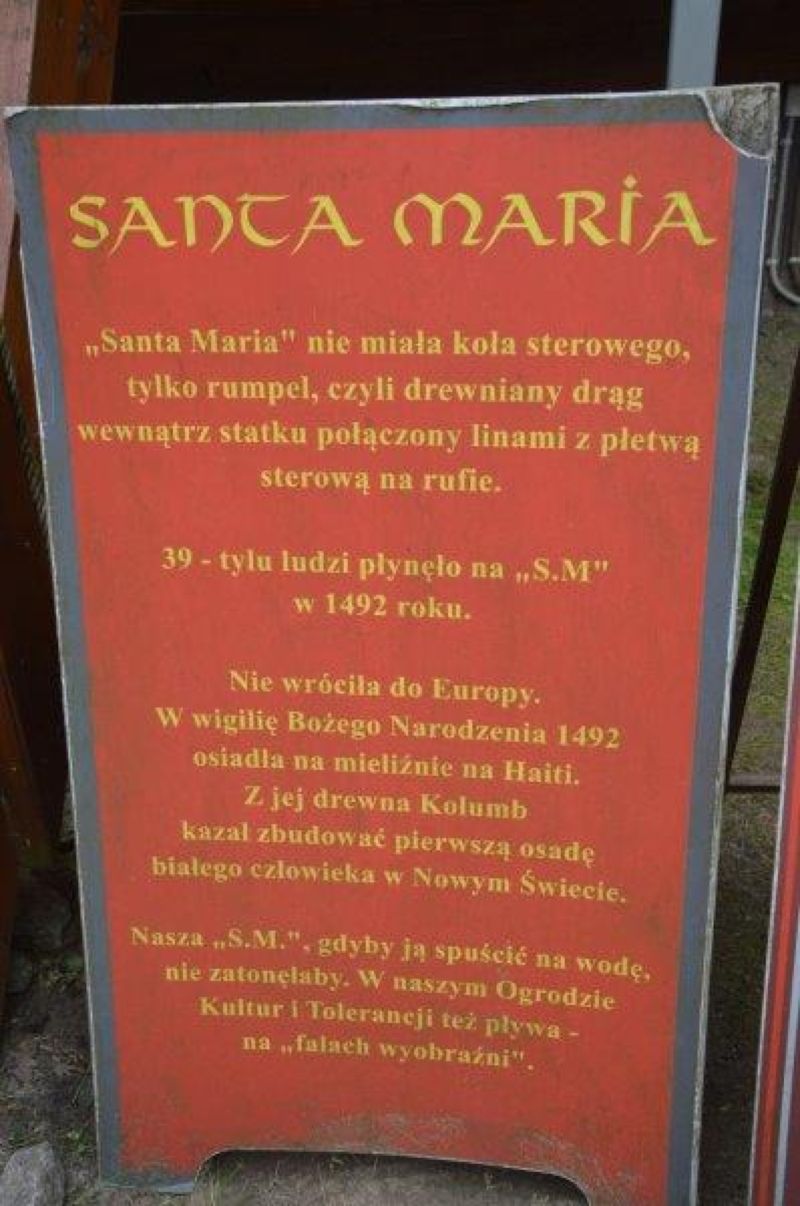 SANTA MARIA
„Santa Maria" nie miała koła sterowego,
tylko rumpel, czyli drewniany drąg
wewnątrz statku połączony linami z płetwą
sterową na rufie.
39 - tylu ludzi płynęło na „S.M"
w 1492 roku.
Nie wróciła do Europy.
W wigilię Bożego Narodzenia 1492
osiadła na mieliźnie na Haiti.
Z jej drewna Kolumb
kazał zbudować pierwszą osadę
białego człowieka w Nowym Świecie.
Nasza „S.M.", gdyby ją spuścić na wodę,
nie zatonęłaby. W naszym Ogrodzie
Kultur i Tolerancji też pływa -
na „falach wyobraźni".